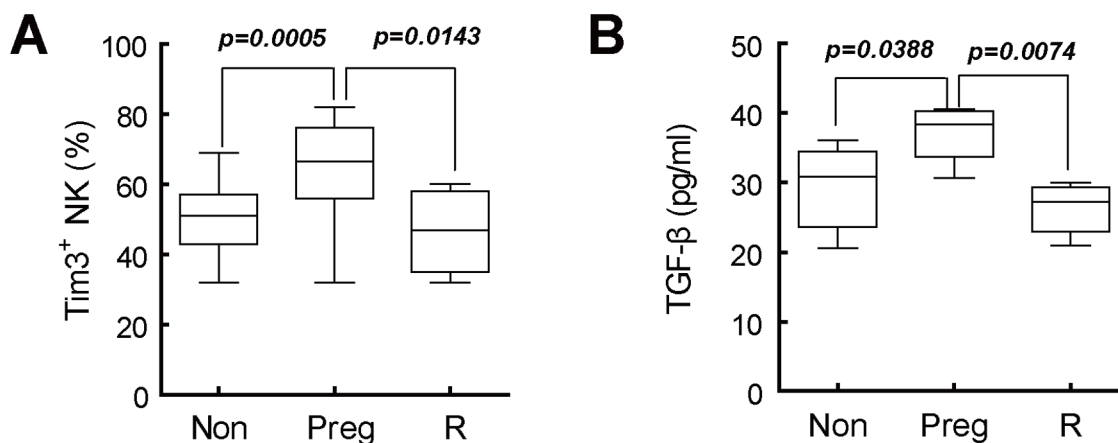 A
p=0.0005 p=0.0143
Tim3⁺ NK (%)
100
80
60
40
20
0
Non Preg R
B
p=0.0388 p=0.0074
TGF-β (pg/ml)
50
40
30
20
10
0
Non Preg R